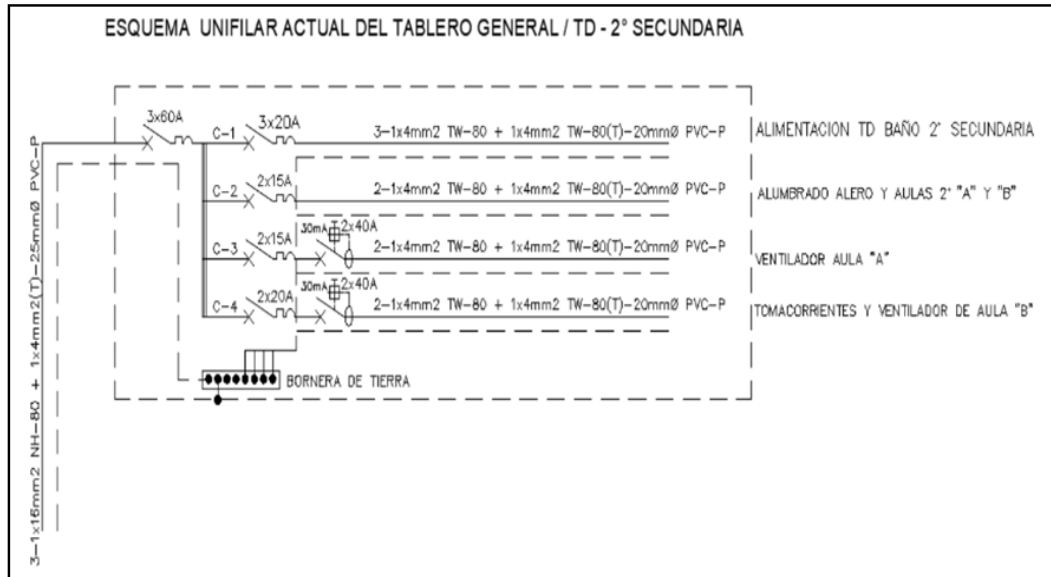 ESQUEMA UNIFILAR ACTUAL DEL TABLERO GENERAL / TD - 2° SECUNDARIA
3x60A
C-1
3x20A
3-1x4mm2 TW-80 + 1x4mm2 TW-80(T)-20mmØ PVC-P
ALIMENTACION TD BAÑO 2° SECUNDARIA
C-2
2x15A
2-1x4mm2 TW-80 + 1x4mm2 TW-80(T)-20mmØ PVC-P
ALUMBRADO ALERO Y AULAS 2° "A" Y "B"
C-3
2x15A
30mA
2x40A
2-1x4mm2 TW-80 + 1x4mm2 TW-80(T)-20mmØ PVC-P
VENTILADOR AULA "A"
C-4
2x20A
30mA
2x40A
2-1x4mm2 TW-80 + 1x4mm2 TW-80(T)-20mmØ PVC-P
TOMACORRIENTES Y VENTILADOR DE AULA "B"
BORNERA DE TIERRA
3-1x16mm2 NH-80 + 1x4mm2(T)-25mmØ PVC-P